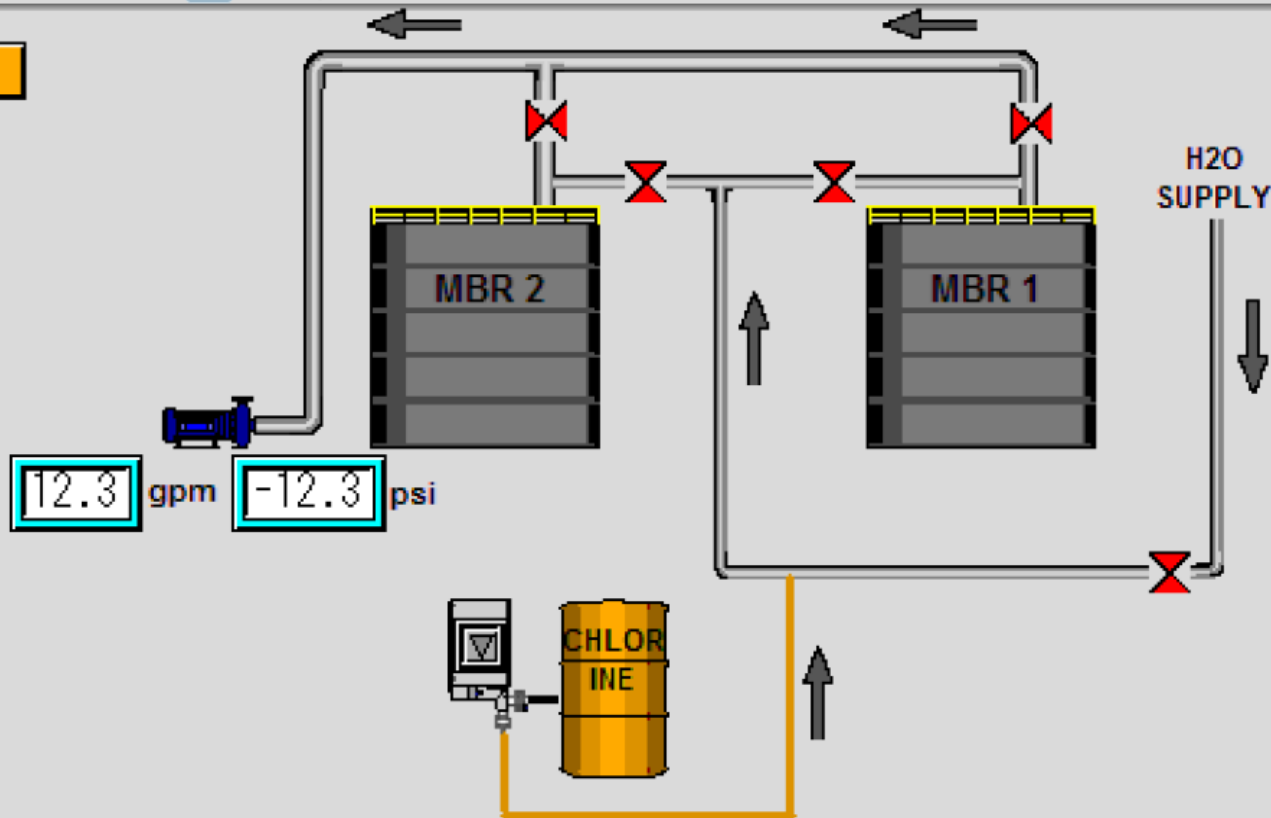 H2O
SUPPLY
MBR 2
MBR 1
12.3 gpm -12.3 psi
CHLOR
INE